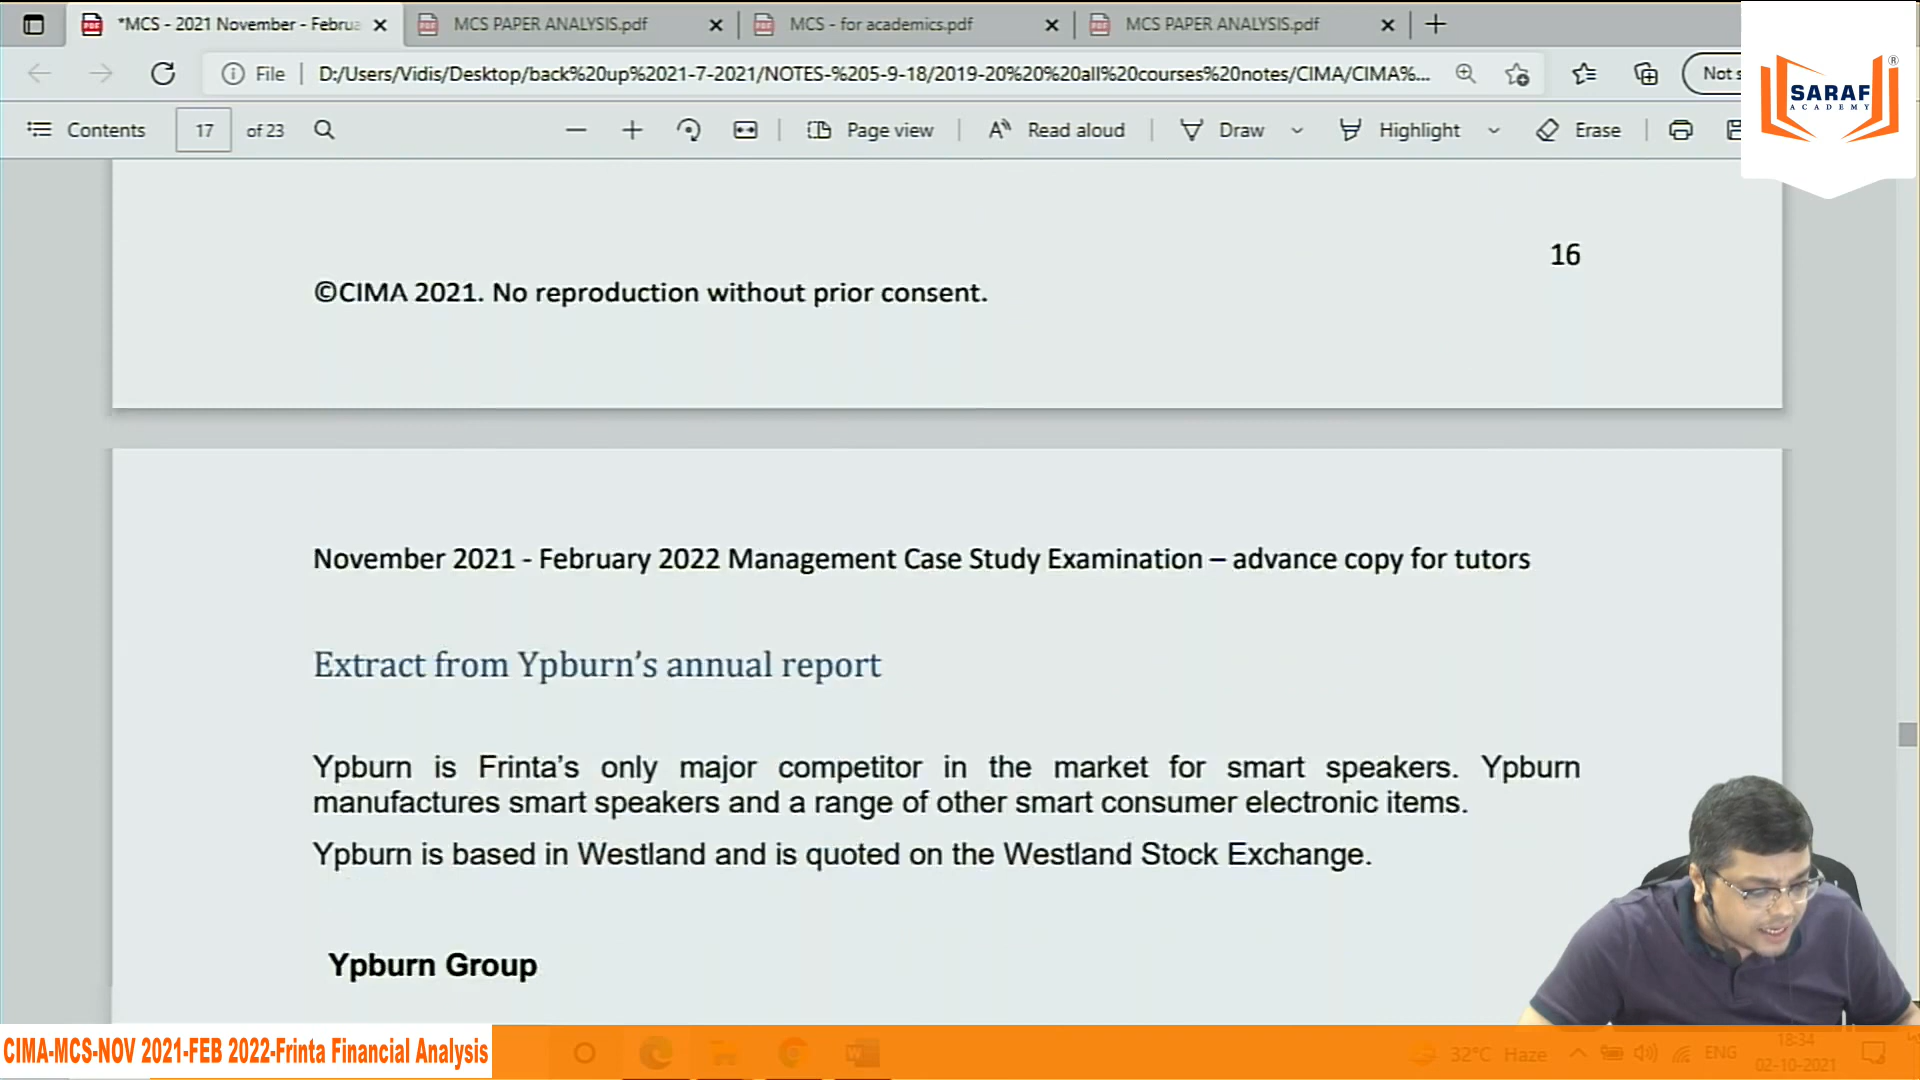 *MCS - 2021 November - Februa
MCS PAPER ANALYSIS.pdf
MCS - for academics.pdf
MCS PAPER ANALYSIS.pdf
File
D:/Users/Vidis/Desktop/back%20up%2021-7-2021/NOTES-%205-9-18/2019-20%20%20all%20courses%20notes/CIMA/CIMA%...
Not s
SARAF
ACADEMY
®
Contents
17 of 23
Page view
Read aloud
Draw
Highlight
Erase
16
©CIMA 2021. No reproduction without prior consent.
November 2021 - February 2022 Management Case Study Examination – advance copy for tutors
Extract from Ypburn's annual report
Ypburn is Frinta's only major competitor in the market for smart speakers. Ypburn
manufactures smart speakers and a range of other smart consumer electronic items.
Ypburn is based in Westland and is quoted on the Westland Stock Exchange.
Ypburn Group
CIMA-MCS-NOV 2021-FEB 2022-Frinta Financial Analysis
32°C Haze
ENG
18:34
02-10-2021